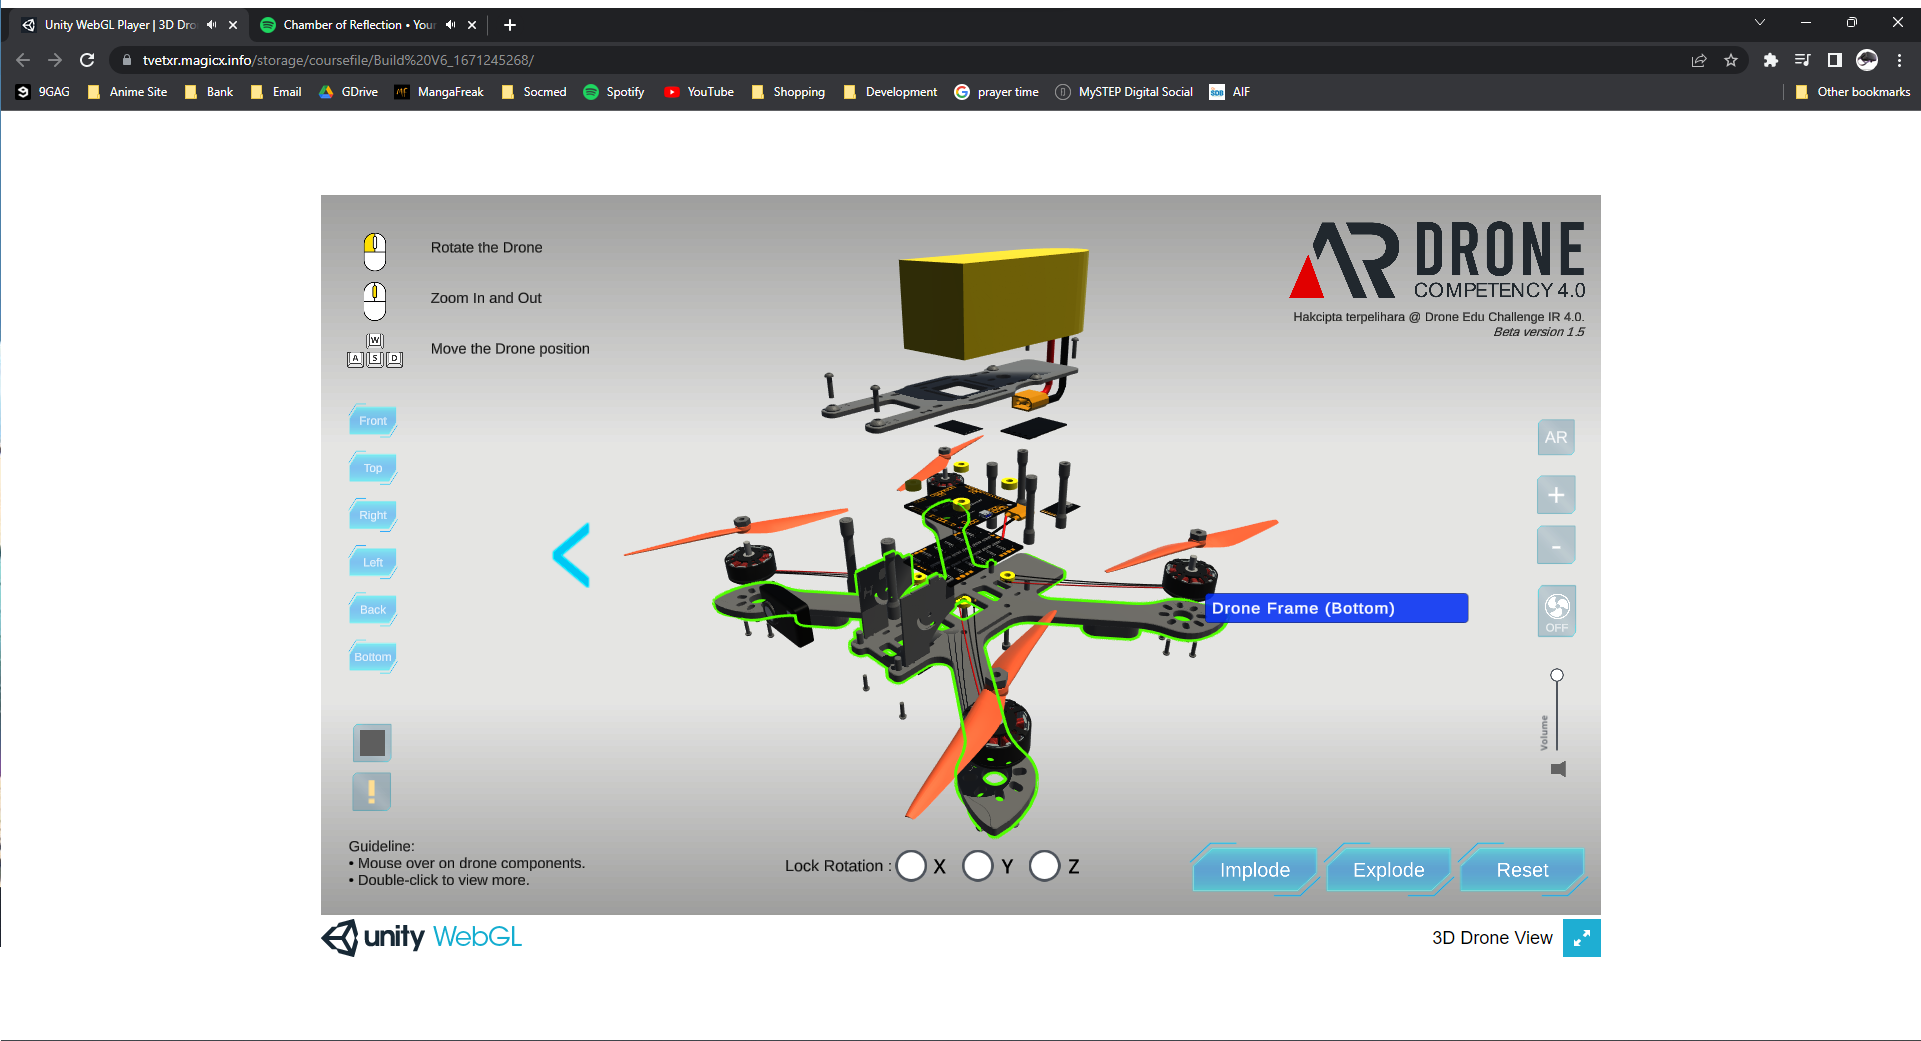 Unity WebGL Player | 3D Dro
Chamber of Reflection • Your
tvetxr.magicx.info/storage/coursefile/Build%20V6_1671245268/
9GAG
Anime Site
Bank
Email
GDrive
MangaFreak
Socmed
Spotify
YouTube
Shopping
Development
prayer time
MySTEP Digital Social
AIF
Other bookmarks
Rotate the Drone
Zoom In and Out
W
A S D
Move the Drone position
AR DRONE
COMPETENCY 4.0
Hakcipta terpelihara @ Drone Edu Challenge IR 4.0.
Beta version 1.5
Front
Top
Right
Left
Back
Bottom
Drone Frame (Bottom)
AR
+
-
OFF
Volume
!
Guideline:
• Mouse over on drone components.
• Double-click to view more.
Lock Rotation : X Y Z
Implode
Explode
Reset
unity WebGL
3D Drone View